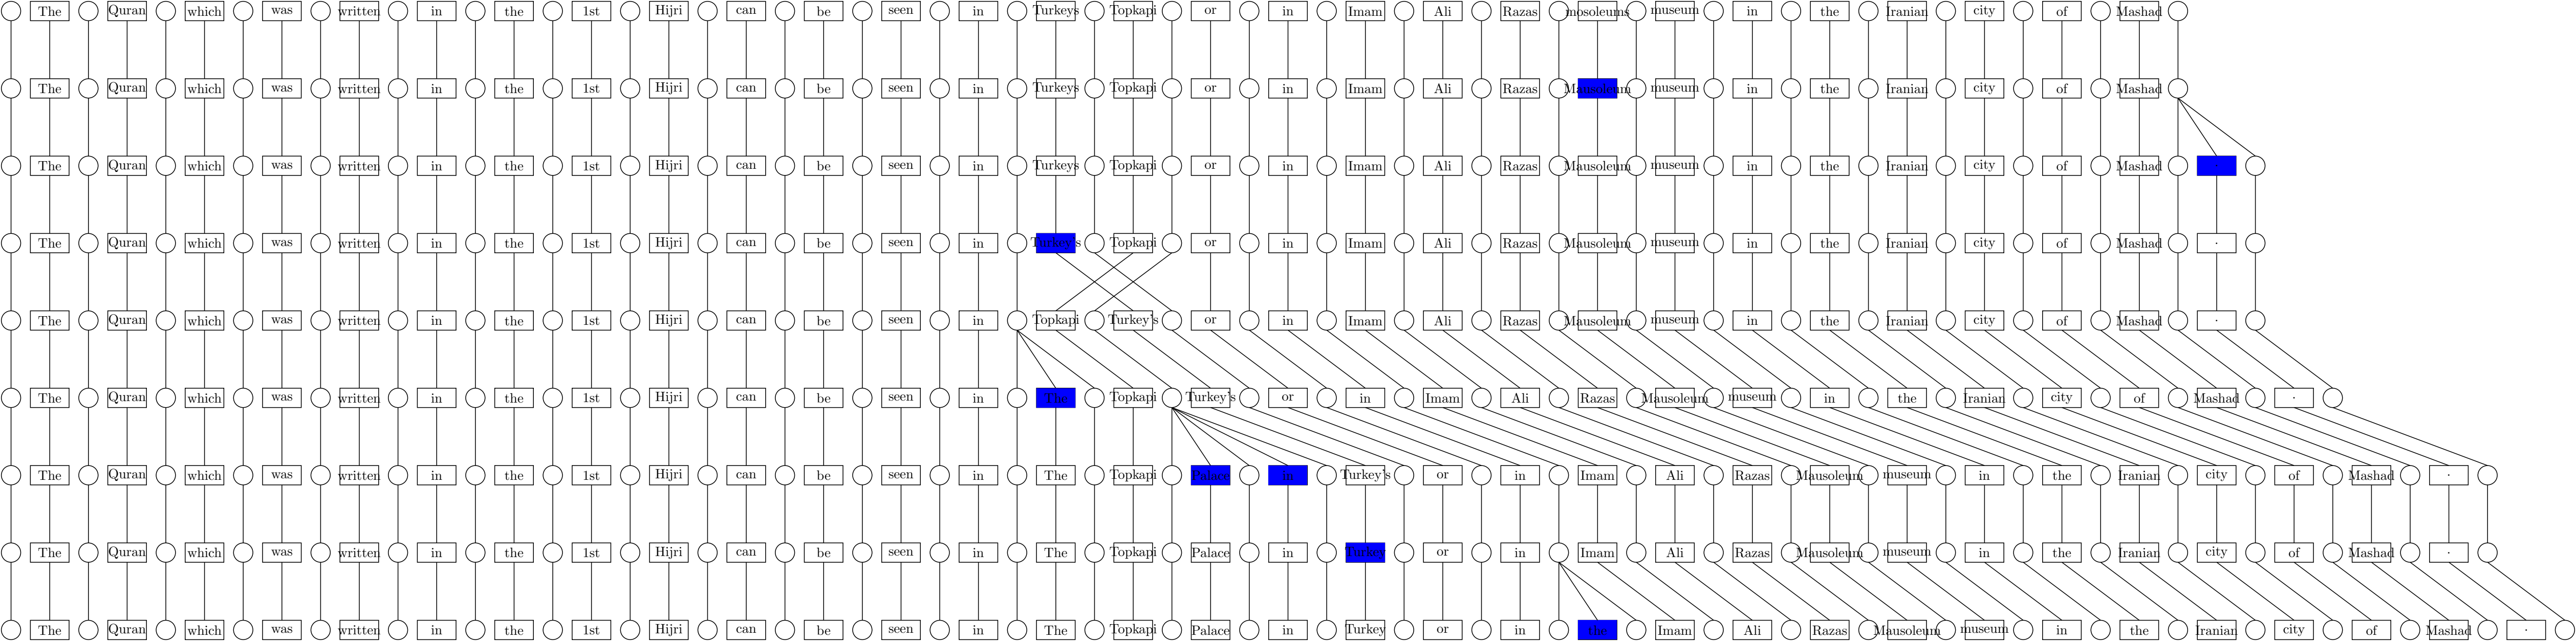 The Quran which was written in the 1st Hijri can be seen in Turkeys Topkapi or in Imam Ali Razas mosoleums museum in the Iranian city of Mashad
The Quran which was written in the 1st Hijri can be seen in Turkeys Topkapi or in Imam Ali Razas Mausoleum museum in the Iranian city of Mashad
The Quran which was written in the 1st Hijri can be seen in Turkeys Topkapi or in Imam Ali Razas Mausoleum museum in the Iranian city of Mashad .
The Quran which was written in the 1st Hijri can be seen in Turkey's Topkapi or in Imam Ali Razas Mausoleum museum in the Iranian city of Mashad .
The Quran which was written in the 1st Hijri can be seen in Topkapi Turkey's or in Imam Ali Razas Mausoleum museum in the Iranian city of Mashad .
The Quran which was written in the 1st Hijri can be seen in The Topkapi Turkey's or in Imam Ali Razas Mausoleum museum in the Iranian city of Mashad .
The Quran which was written in the 1st Hijri can be seen in The Topkapi Palace in Turkey's or in Imam Ali Razas Mausoleum museum in the Iranian city of Mashad .
The Quran which was written in the 1st Hijri can be seen in The Topkapi Palace in Turkey or in Imam Ali Razas Mausoleum museum in the Iranian city of Mashad .
The Quran which was written in the 1st Hijri can be seen in The Topkapi Palace in Turkey or in the Imam Ali Razas Mausoleum museum in the Iranian city of Mashad .